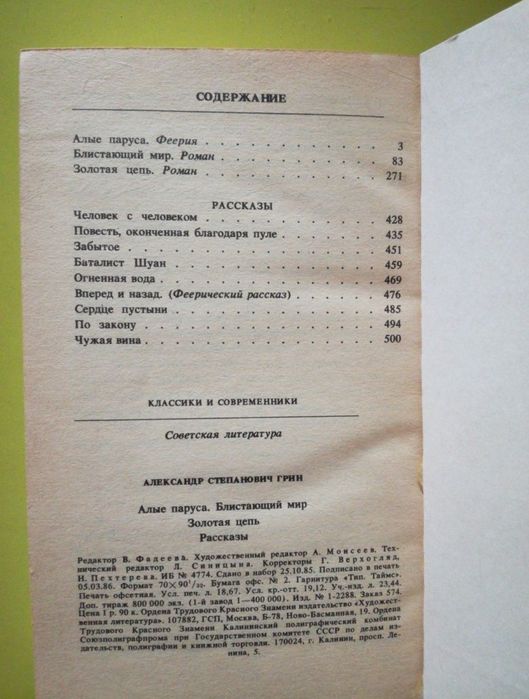 СОДЕРЖАНИЕ
Алые паруса. Феерия . . . . . . . . . . . . . 3
Блистающий мир. Роман . . . . . . . . . . . . 83
Золотая цепь. Роман . . . . . . . . . . . . . 271
РАССКАЗЫ
Человек с человеком . . . . . . . . . . . . . 428
Повесть, оконченная благодаря пуле . . . . . . . 435
Забытое . . . . . . . . . . . . . . . . . 451
Баталист Шуан . . . . . . . . . . . . . . . 459
Огненная вода . . . . . . . . . . . . . . . 469
Вперед и назад. (Феерический рассказ) . . . . . . 476
Сердце пустыни . . . . . . . . . . . . . . 485
По закону . . . . . . . . . . . . . . . . 494
Чужая вина . . . . . . . . . . . . . . . . 500
КЛАССИКИ И СОВРЕМЕННИКИ
Советская литература
АЛЕКСАНДР СТЕПАНОВИЧ ГРИН
Алые паруса. Блистающий мир
Золотая цепь
Рассказы
Редактор В. Фадеева. Художественный редактор А. Моисеев. Тех-
нический редактор Л. Синицына. Корректоры Г. Верхогляд,
Н. Пехтерева. ИБ № 4774. Сдано в набор 25.10.85. Подписано в печать
05.03.86. Формат 70×90 1/32. Бумага офс. № 2. Гарнитура «Тип. Таймс».
Печать офсетная. Усл. печ. л. 18,67. Усл. кр.-отт. 19,12. Уч.-изд. л. 23,44.
Доп. тираж 800 000 экз. (1-й завод 1—400 000). Изд. № 1-2288. Заказ 574.
Цена 1 р. 90 к. Ордена Трудового Красного Знамени издательство «Художест-
венная литература». 107882, ГСП, Москва, Б-78, Ново-Басманная, 19. Ордена
Трудового Красного Знамени Калининский полиграфический комбинат
Союзполиграфпрома при Государственном комитете СССР по делам из-
дательств, полиграфии и книжной торговли. 170024, г. Калинин, просп. Ле-
нина, 5.